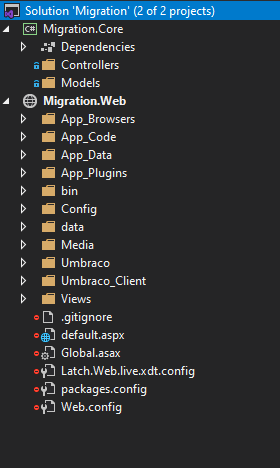 Solution 'Migration' (2 of 2 projects)
C# Migration.Core
Dependencies
Controllers
Models
Migration.Web
App_Browsers
App_Code
App_Data
App_Plugins
bin
Config
data
Media
Umbraco
Umbraco_Client
Views
.gitignore
default.aspx
Global.asax
Latch.Web.live.xdt.config
packages.config
Web.config